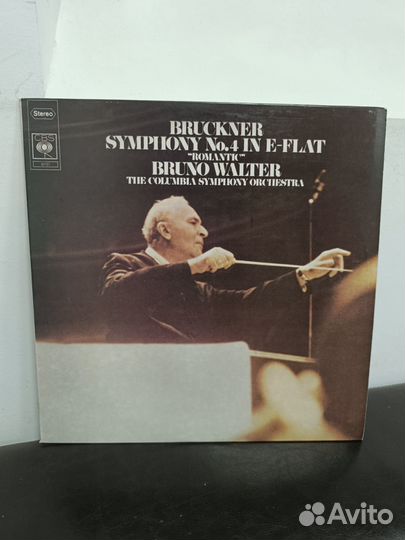 Stereo
CBS
BRUCKNER
SYMPHONY No.4 IN E-FLAT
"ROMANTIC"
BRUNO WALTER
THE COLUMBIA SYMPHONY ORCHESTRA
Avito